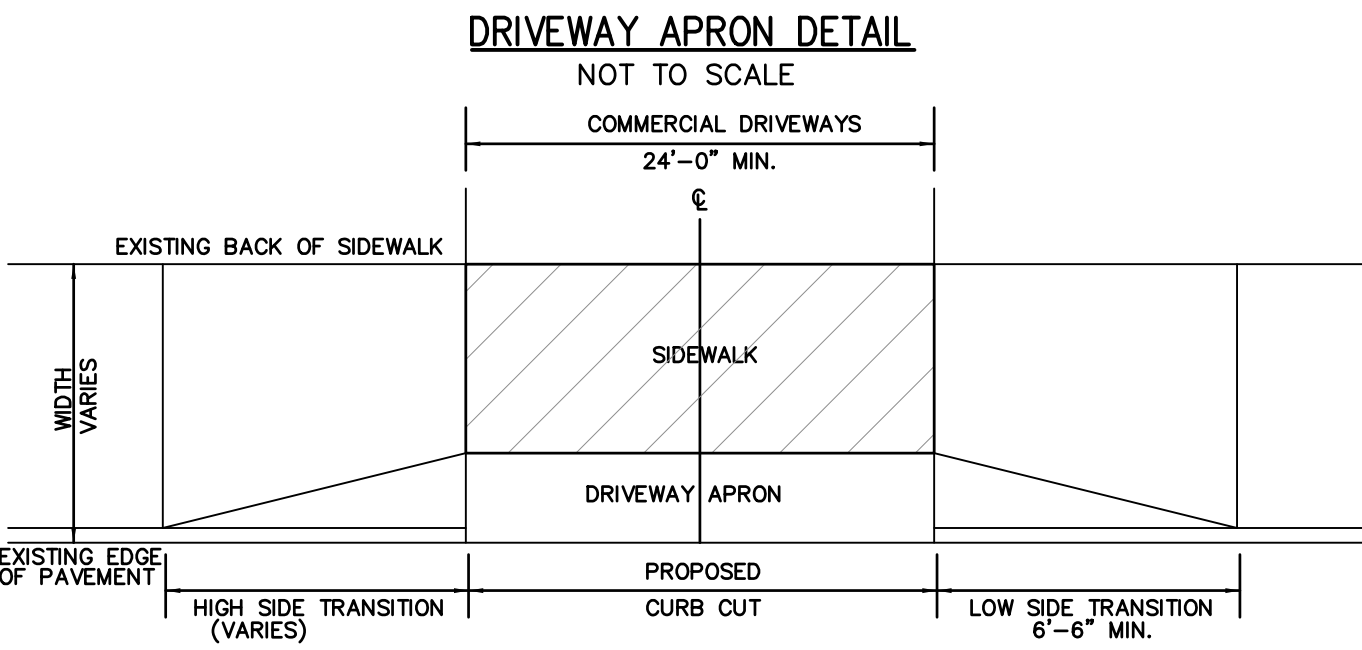 DRIVEWAY APRON DETAIL
NOT TO SCALE
COMMERCIAL DRIVEWAYS
24'-0" MIN.
℄
EXISTING BACK OF SIDEWALK
WIDTH
VARIES
SIDEWALK
DRIVEWAY APRON
EXISTING EDGE
OF PAVEMENT
HIGH SIDE TRANSITION
(VARIES)
PROPOSED
CURB CUT
LOW SIDE TRANSITION
6'-6" MIN.